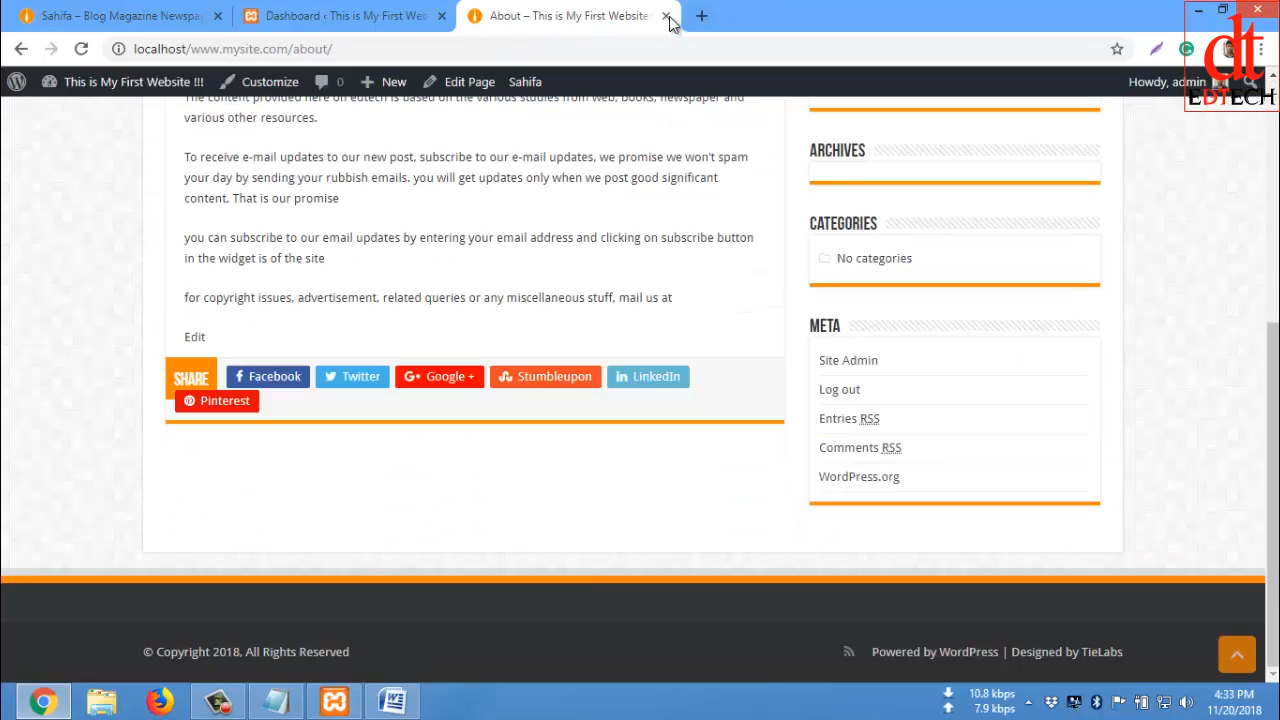 Sahifa – Blog Magazine Newspap
Dashboard ‹ This is My First Web
About – This is My First Website
localhost/www.mysite.com/about/
This is My First Website !!!
Customize
0
New
Edit Page
Sahifa
Howdy, admin
dt
EDTECH
The content provided here on edtech is based on the various studies from web, books, newspaper and
various other resources.
To receive e-mail updates to our new post, subscribe to our e-mail updates, we promise we won't spam
your day by sending your rubbish emails. you will get updates only when we post good significant
content. That is our promise
you can subscribe to our email updates by entering your email address and clicking on subscribe button
in the widget is of the site
for copyright issues, advertisement, related queries or any miscellaneous stuff, mail us at
Edit
SHARE
Facebook
Twitter
Google +
Stumbleupon
LinkedIn
Pinterest
ARCHIVES
CATEGORIES
No categories
META
Site Admin
Log out
Entries RSS
Comments RSS
WordPress.org
© Copyright 2018, All Rights Reserved
Powered by WordPress | Designed by TieLabs
10.8 kbps
7.9 kbps
4:33 PM
11/20/2018